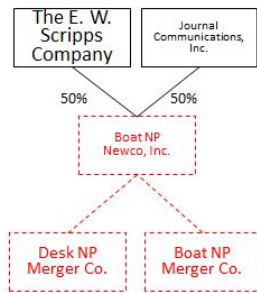 The E. W.
Scripps
Company
Journal
Communications,
Inc.
50%
50%
Boat NP
Newco, Inc.
Desk NP
Merger Co.
Boat NP
Merger Co.